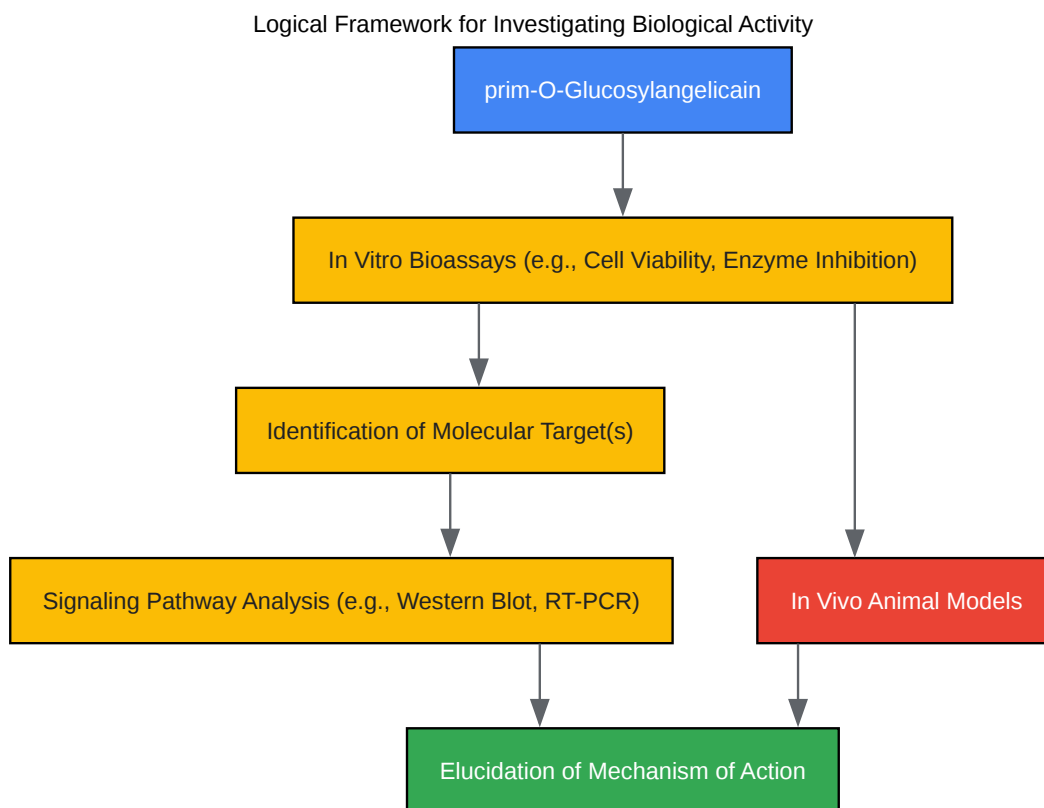 Logical Framework for Investigating Biological Activity
prim-O-Glucosylangelicain
In Vitro Bioassays (e.g., Cell Viability, Enzyme Inhibition)
Identification of Molecular Target(s)
Signaling Pathway Analysis (e.g., Western Blot, RT-PCR)
In Vivo Animal Models
Elucidation of Mechanism of Action